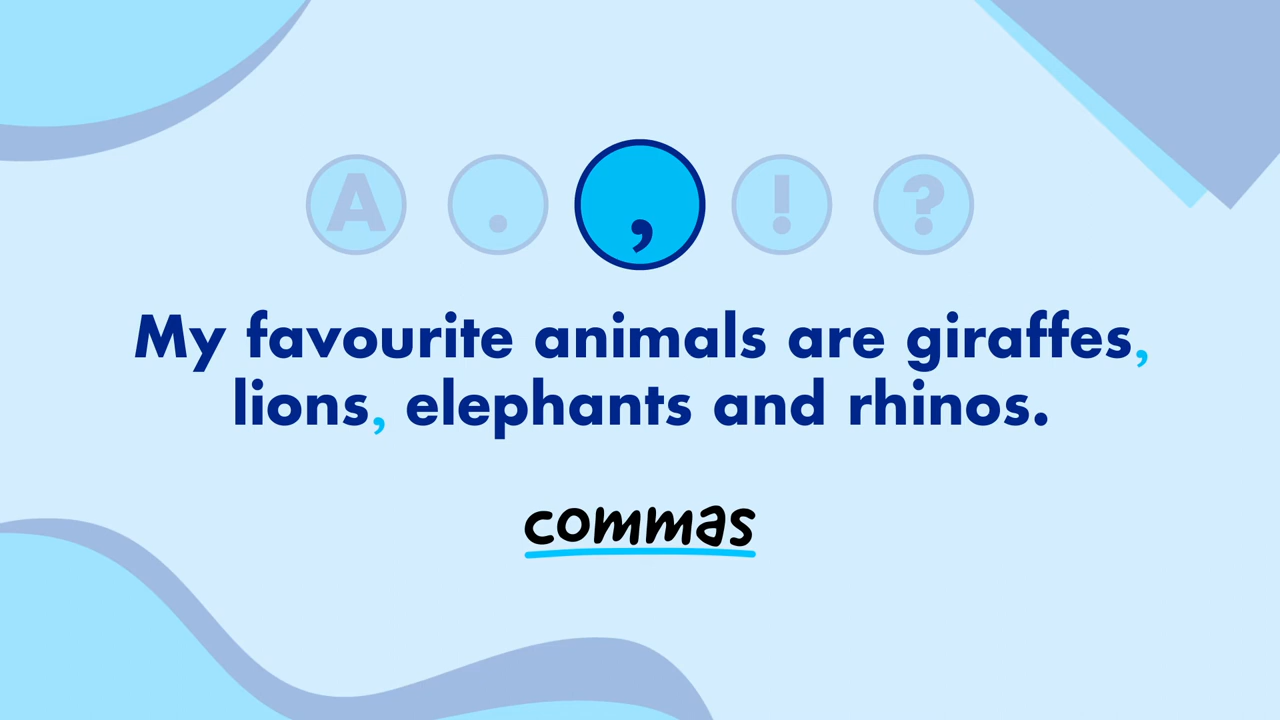 A . , ! ?
My favourite animals are giraffes,
lions, elephants and rhinos.
commas